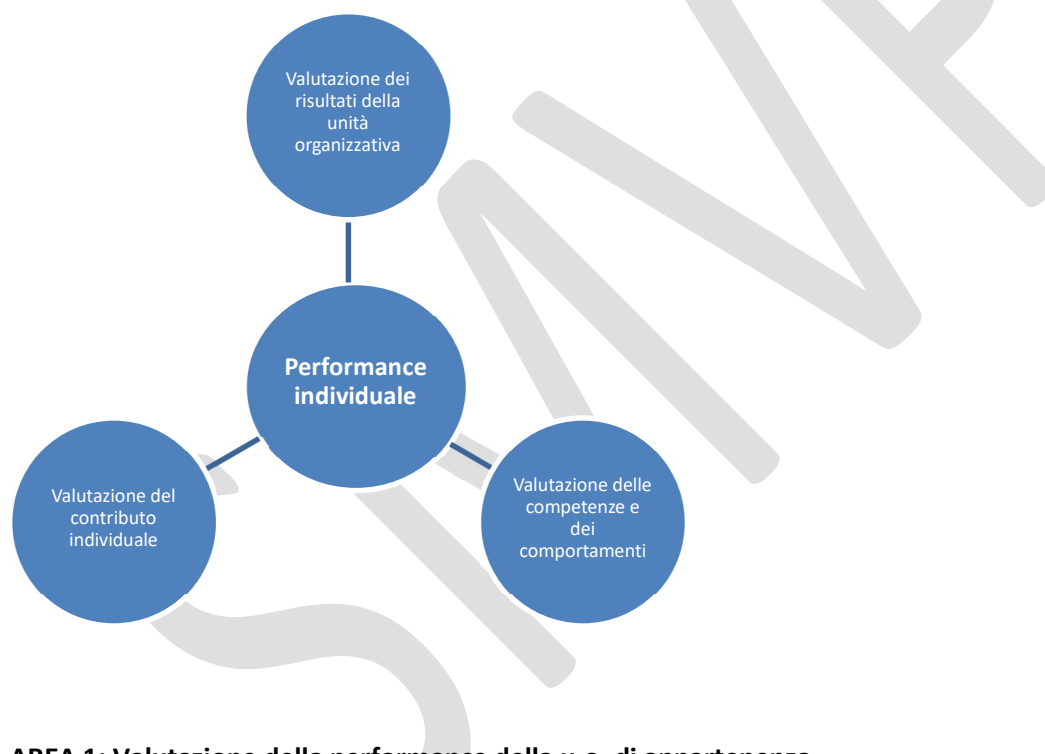 Valutazione dei
risultati della
unità
organizzativa
Performance
individuale
Valutazione del
contributo
individuale
Valutazione delle
competenze e
dei
comportamenti
AREA 1: Valutazione della performance della u.o. di appartenenza
SMVP